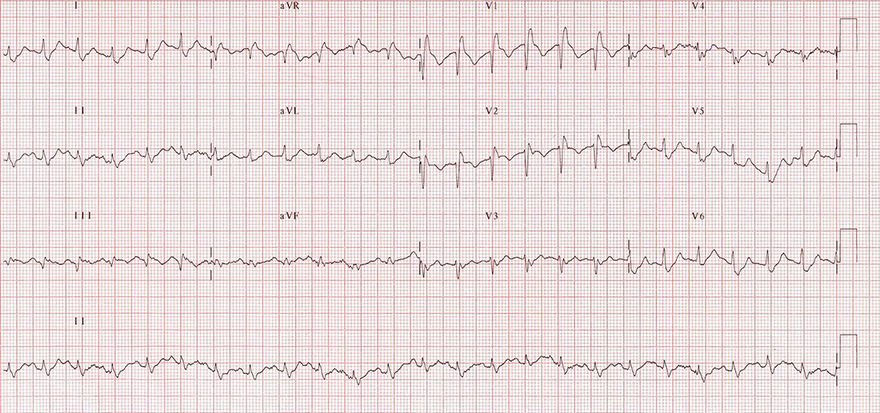 I aVR V1 V4
II aVL V2 V5
III aVF V3 V6
II